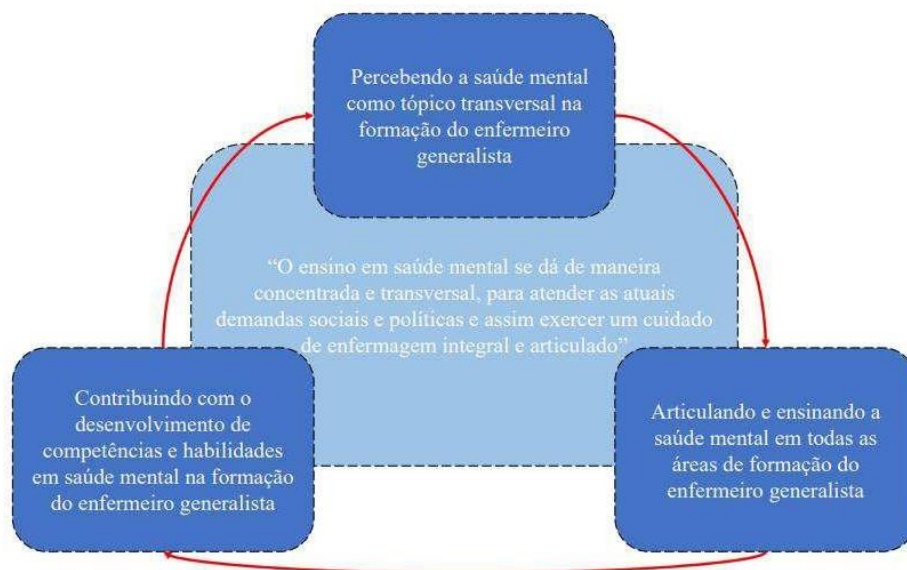 Percebendo a saúde mental
como tópico transversal na
formação do enfermeiro
generalista
“O ensino em saúde mental se dá de maneira
concentrada e transversal, para atender as atuais
demandas sociais e políticas e assim exercer um cuidado
de enfermagem integral e articulado”
Contribuindo com o
desenvolvimento de
competências e habilidades
em saúde mental na formação
do enfermeiro generalista
Articulando e ensinando a
saúde mental em todas as
áreas de formação do
enfermeiro generalista